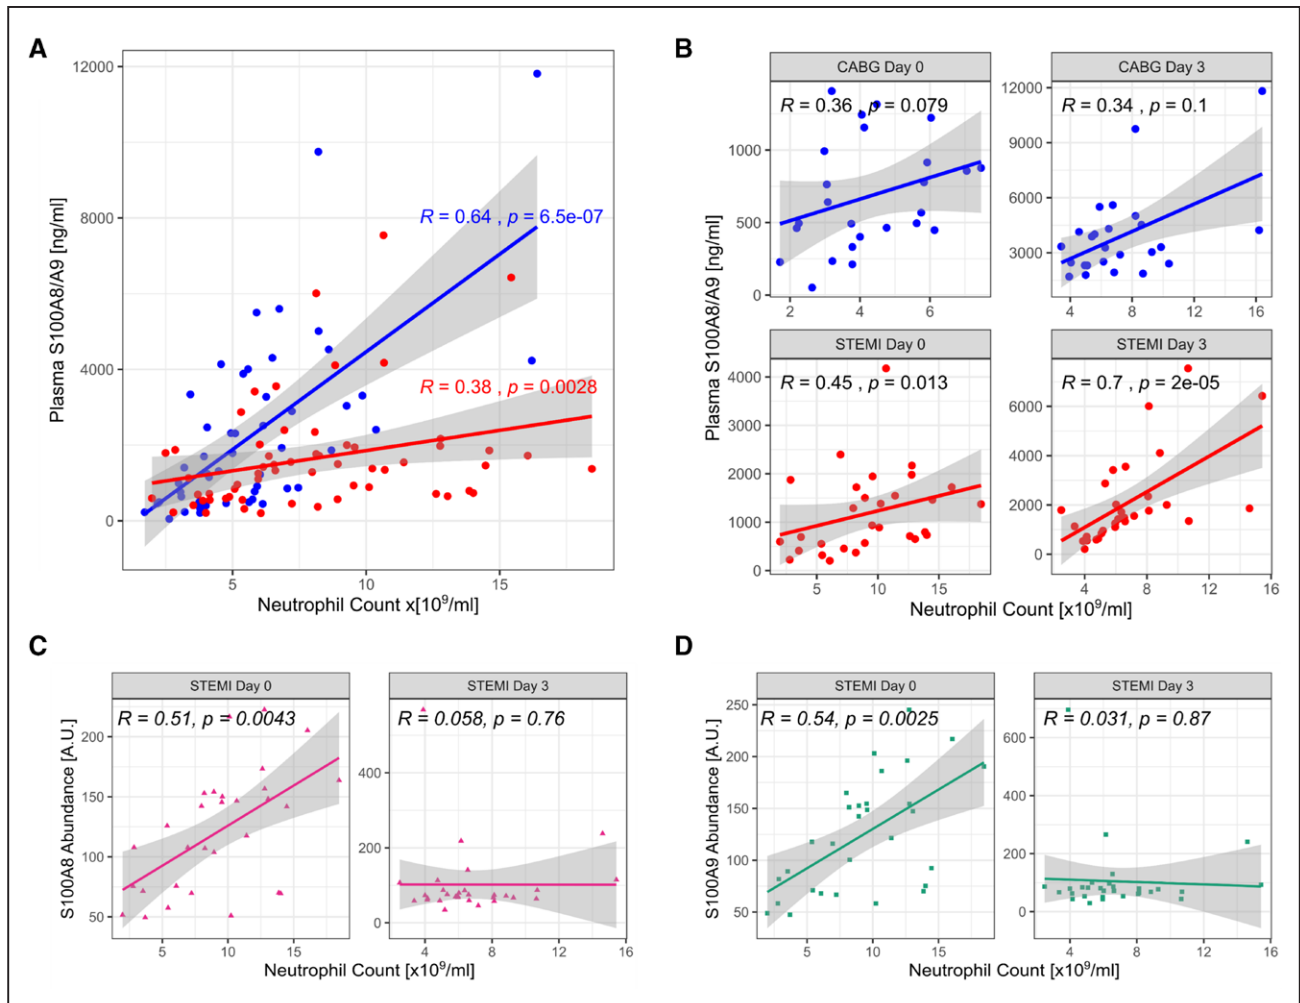 A
Plasma S100A8/A9 [ng/ml]
12000
8000
4000
0
R = 0.64 , p = 6.5e-07
R = 0.38 , p = 0.0028
5
10
15
Neutrophil Count x[10⁹/ml]
B
Plasma S100A8/A9 [ng/ml]
CABG Day 0
R = 0.36 , p = 0.079
1000
500
0
2
4
6
CABG Day 3
R = 0.34 , p = 0.1
12000
9000
6000
3000
4
8
12
16
STEMI Day 0
R = 0.45 , p = 0.013
4000
3000
2000
1000
0
5
10
15
STEMI Day 3
R = 0.7 , p = 2e-05
6000
4000
2000
0
4
8
12
16
Neutrophil Count [x10⁹/ml]
C
S100A8 Abundance [A.U.]
STEMI Day 0
R = 0.51, p = 0.0043
200
150
100
50
5
10
15
STEMI Day 3
R = 0.058, p = 0.76
400
200
0
4
8
12
16
Neutrophil Count [x10⁹/ml]
D
S100A9 Abundance [A.U.]
STEMI Day 0
R = 0.54, p = 0.0025
250
200
150
100
50
5
10
15
STEMI Day 3
R = 0.031, p = 0.87
600
400
200
0
4
8
12
16
Neutrophil Count [x10⁹/ml]